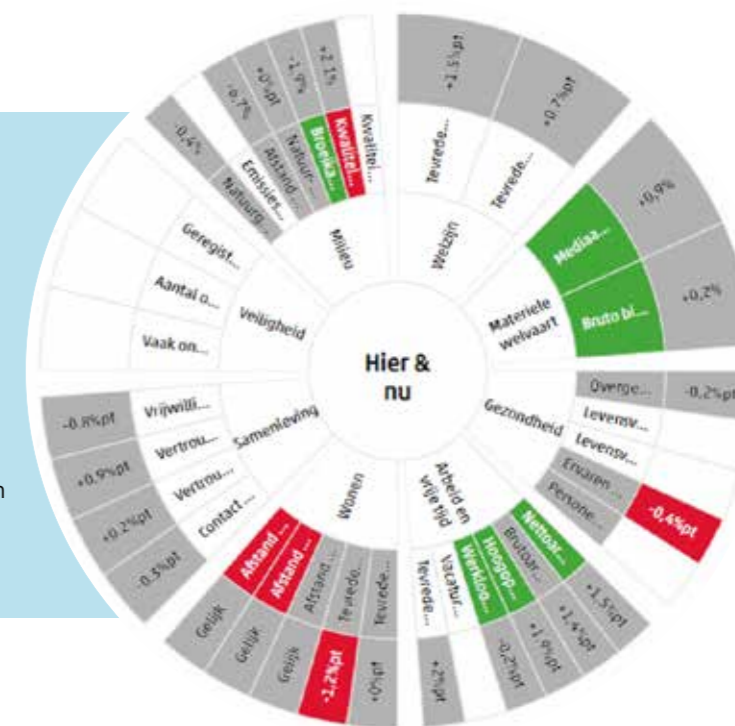 Hier &
nu
Welzijn
Tevrede...
+1.5%pt
Tevrede...
+0.7%pt
Materiele
welvaart
Mediaa...
+0,9%
Bruto bi...
+0,2%
Gezondheid
Overge...
-0,2%pt
Levensv...
Levensv...
Ervaren ...
-0,4%pt
Persone...
Arbeid en
vrije tijd
Nettoar...
+1.5%pt
Brutoar...
+1.4%pt
Hoogop...
+1.9%pt
Werkloo...
-0,2%pt
Vacatur...
Tevrede...
+2%pt
Wonen
Tevrede...
+0%pt
Tevrede...
-1,2%pt
Afstand ...
Gelijk
Afstand ...
Gelijk
Afstand ...
Gelijk
Samenleving
Contact ...
Vertrou...
+0.2%pt
Vertrou...
+0.9%pt
Vrijwilli...
-0.8%pt
Veiligheid
Vaak on...
Aantal o...
Geregist...
Milieu
Natuurg...
-0,4%
Emissies...
Afstand ...
Natuur-...
+0%pt
Broeika...
-1,9%
Kwalitei...
+2.1%
Kwalitei...